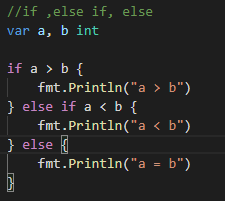 //if ,else if, else
var a, b int
if a > b {
fmt.Println("a > b")
} else if a < b {
fmt.Println("a < b")
} else {
fmt.Println("a = b")
}